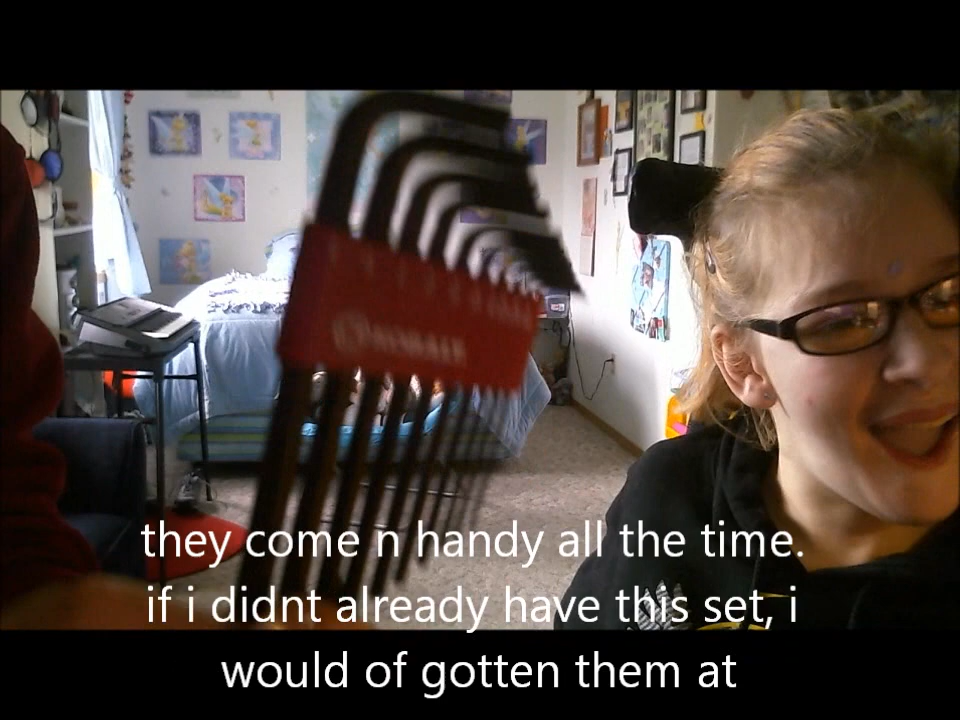 they come n handy all the time.
if i didnt already have this set, i
would of gotten them at